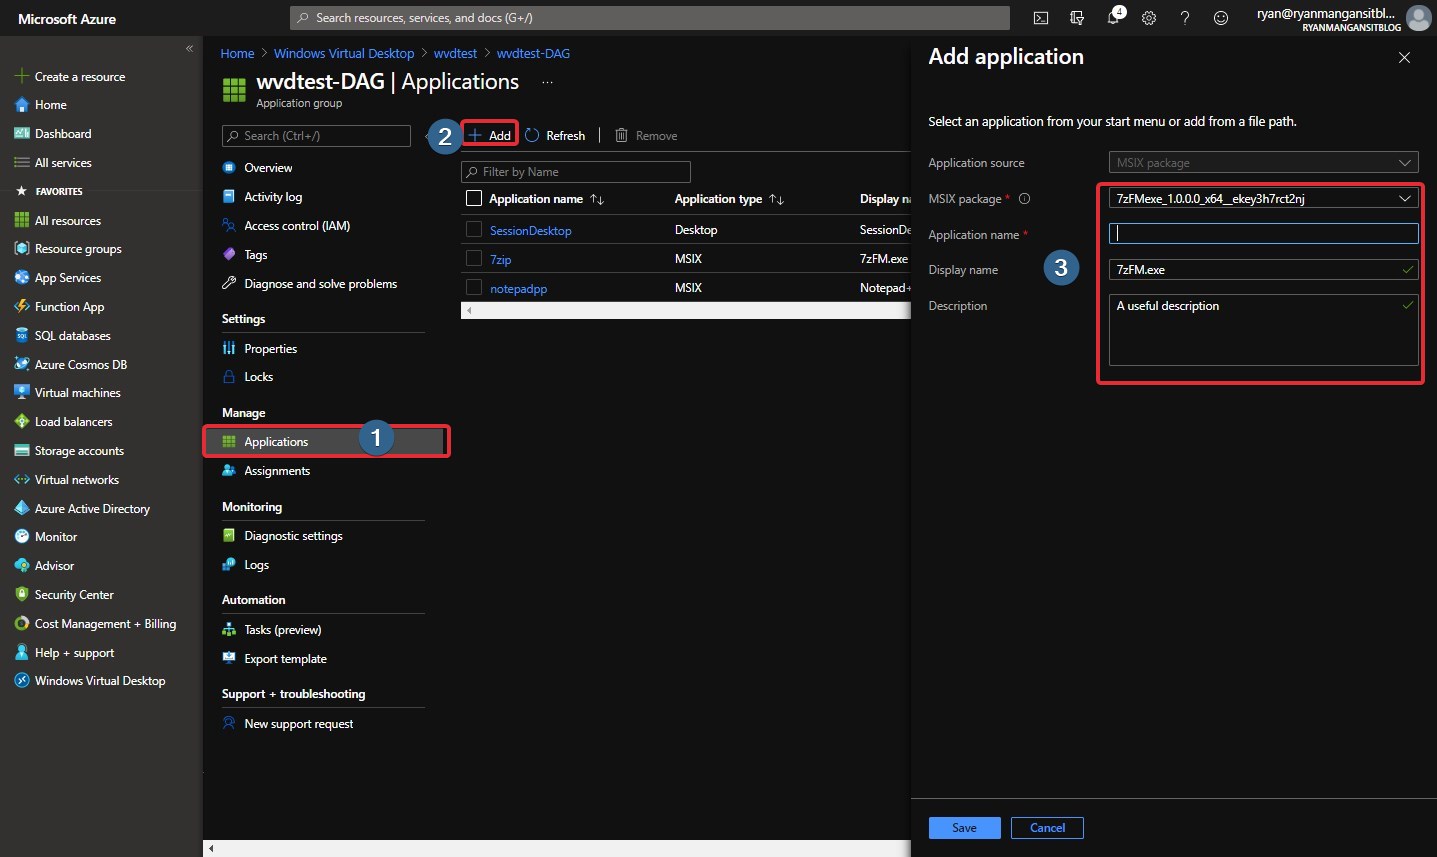 Microsoft Azure
Search resources, services, and docs (G+/)
4
ryan@ryanmangansitbl...
RYANMANGANSITBLOG
«
Create a resource
Home
Dashboard
All services
FAVORITES
All resources
Resource groups
App Services
Function App
SQL databases
Azure Cosmos DB
Virtual machines
Load balancers
Storage accounts
Virtual networks
Azure Active Directory
Monitor
Advisor
Security Center
Cost Management + Billing
Help + support
Windows Virtual Desktop
Home > Windows Virtual Desktop > wvdtest > wvdtest-DAG
wvdtest-DAG | Applications ...
Application group
Search (Ctrl+/)
Overview
Activity log
Access control (IAM)
Tags
Diagnose and solve problems
Settings
Properties
Locks
Manage
Applications
1
Assignments
Monitoring
Diagnostic settings
Logs
Automation
Tasks (preview)
Export template
Support + troubleshooting
New support request
2
Add
Refresh
Remove
Filter by Name
Application name Application type Display na
SessionDesktop Desktop SessionDe
7zip MSIX 7zFM.exe
notepadpp MSIX Notepad+
Add application
Select an application from your start menu or add from a file path.
Application source MSIX package
MSIX package * 7zFMexe_1.0.0.0_x64__ekey3h7rct2nj
Application name *
3
Display name 7zFM.exe
Description A useful description
Save Cancel